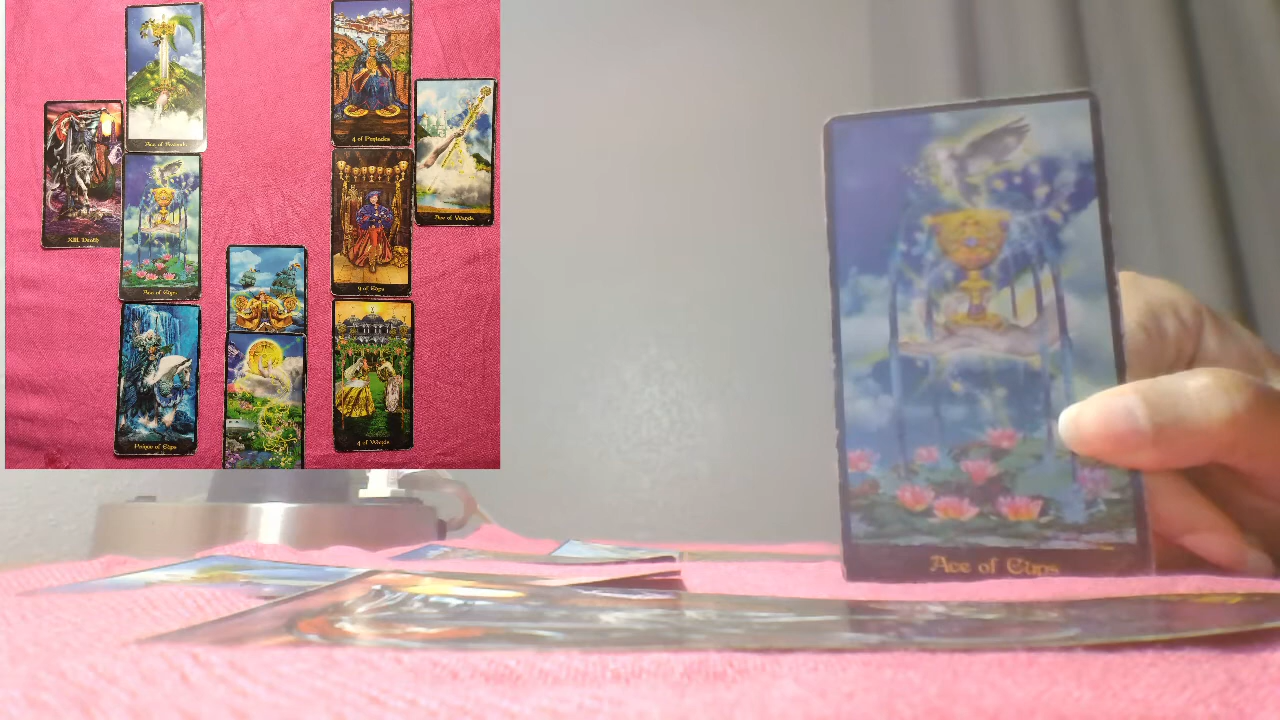 Ace of Swords
4 of Pentacles
XIII. Death
Ace of Wands
Ace of Cups
9 of Cups
Prince of Cups
4 of Wands
Ace of Cups